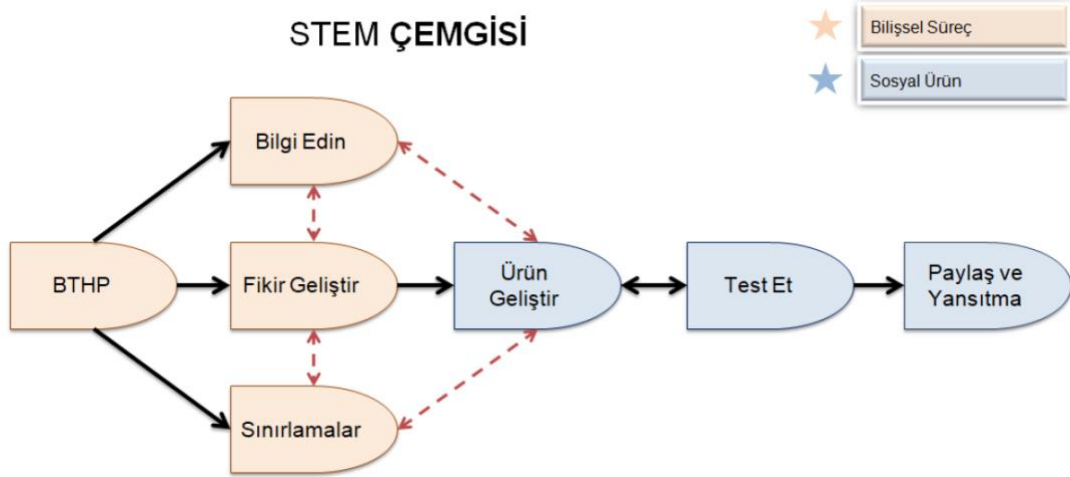 STEM ÇEMGİSİ
Bilişsel Süreç
Sosyal Ürün
Bilgi Edin
BTHP
Fikir Geliştir
Ürün
Geliştir
Test Et
Paylaş ve
Yansıtma
Sınırlamalar